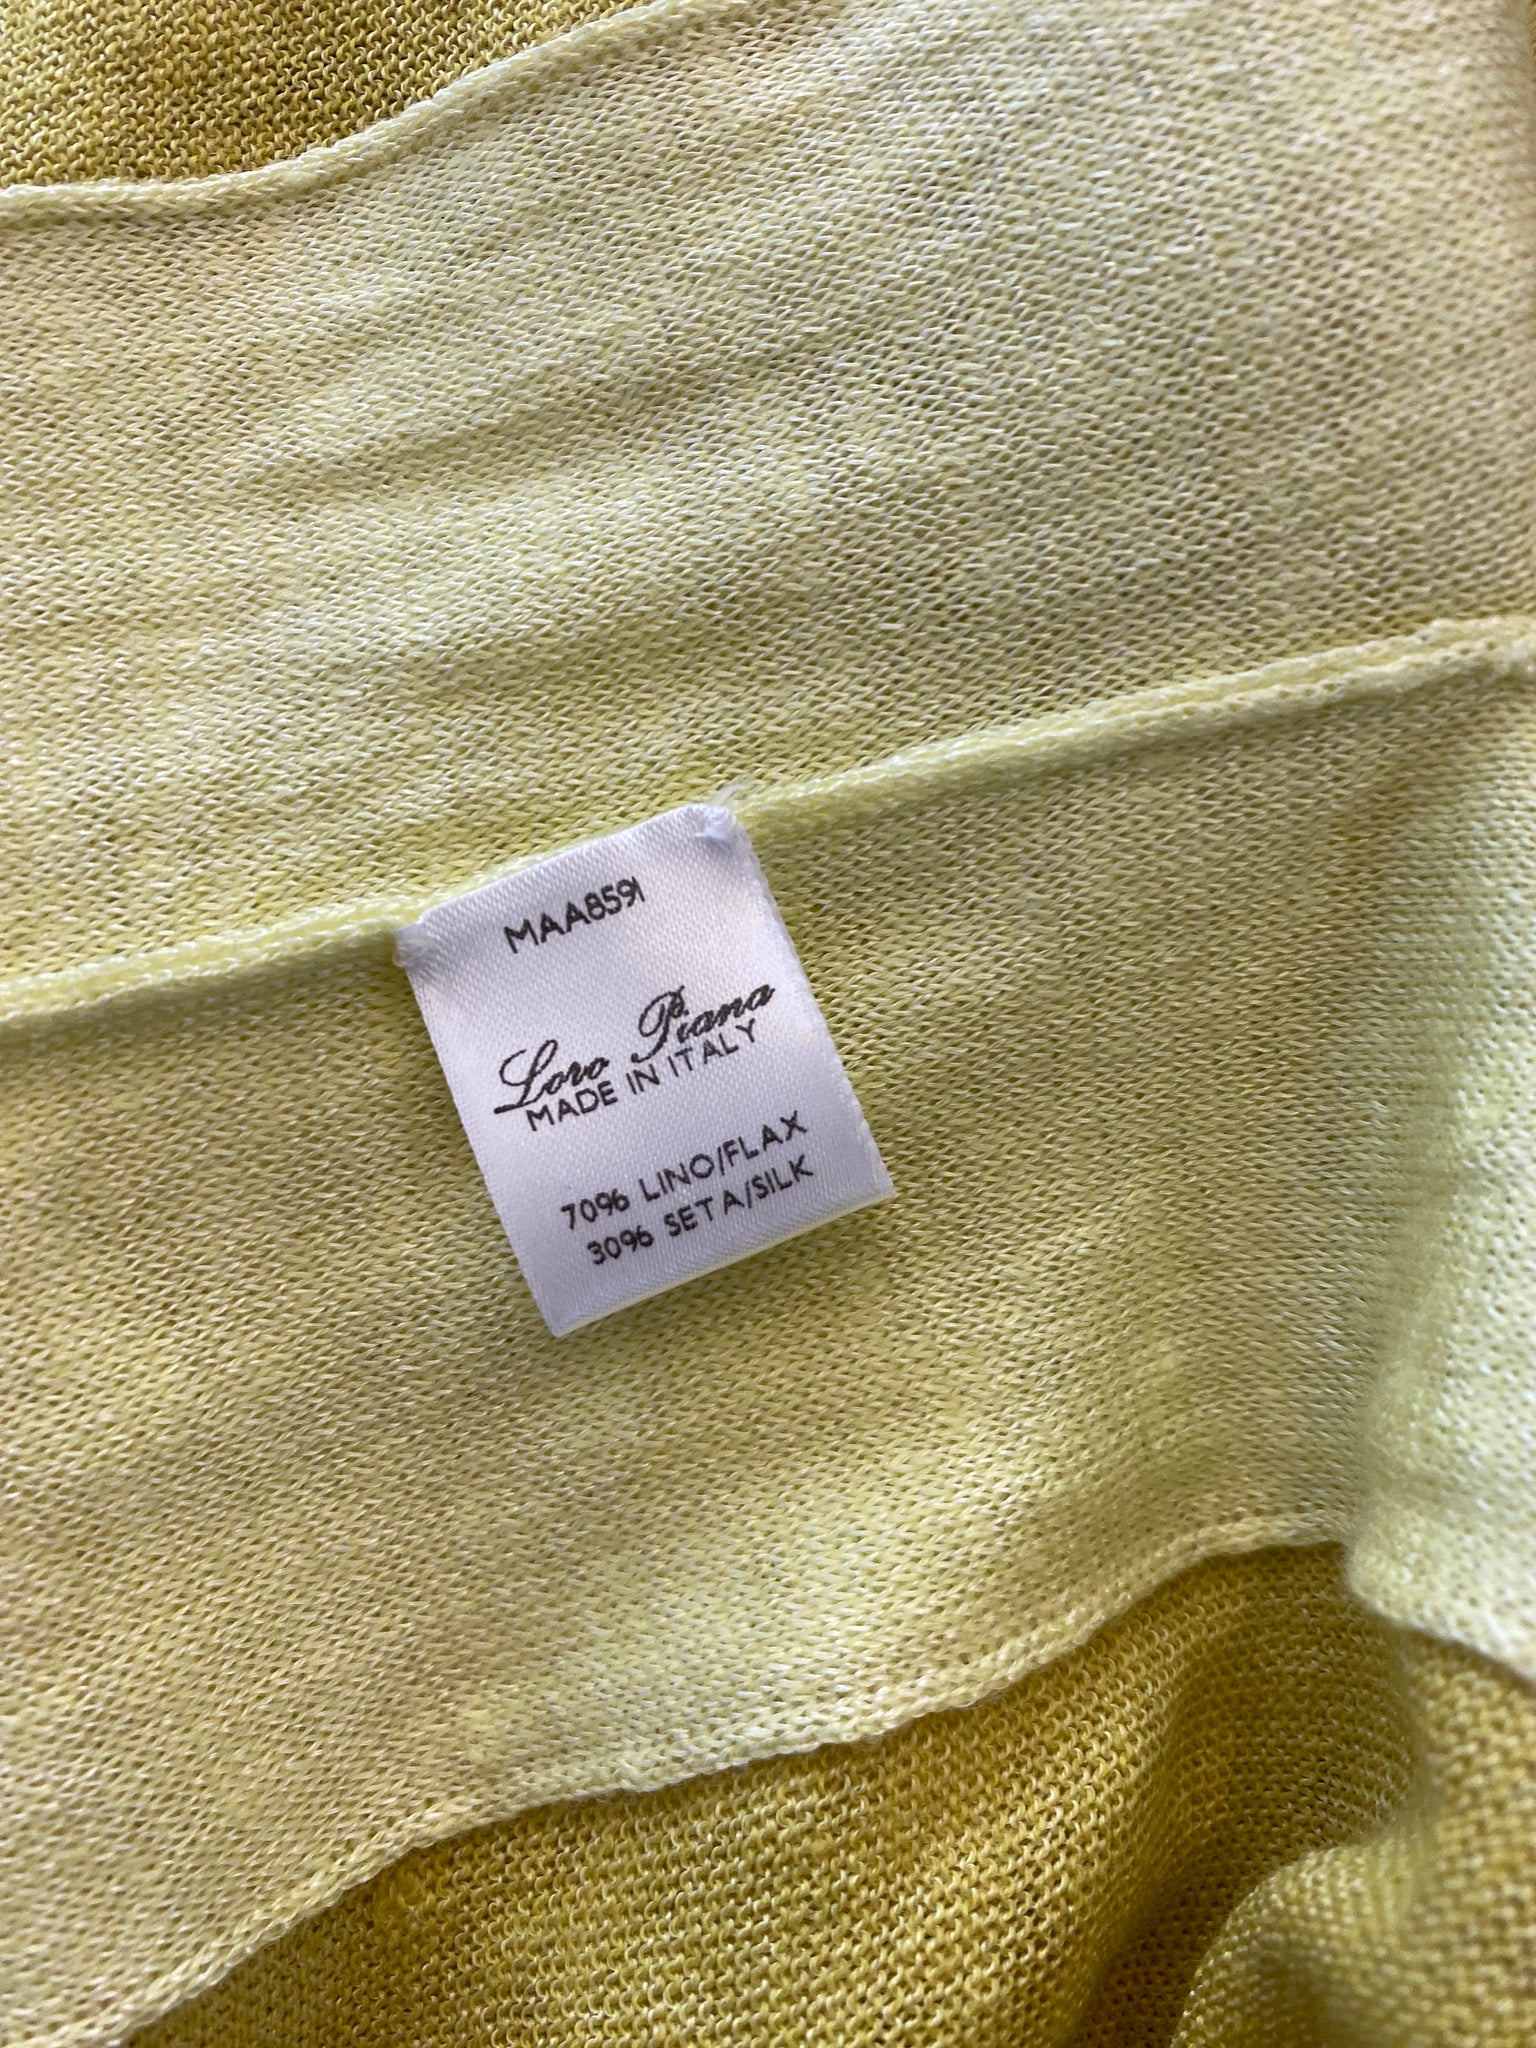 MAA8591
Loro Piana
MADE IN ITALY
70% LINO/FLAX
30% SETA/SILK